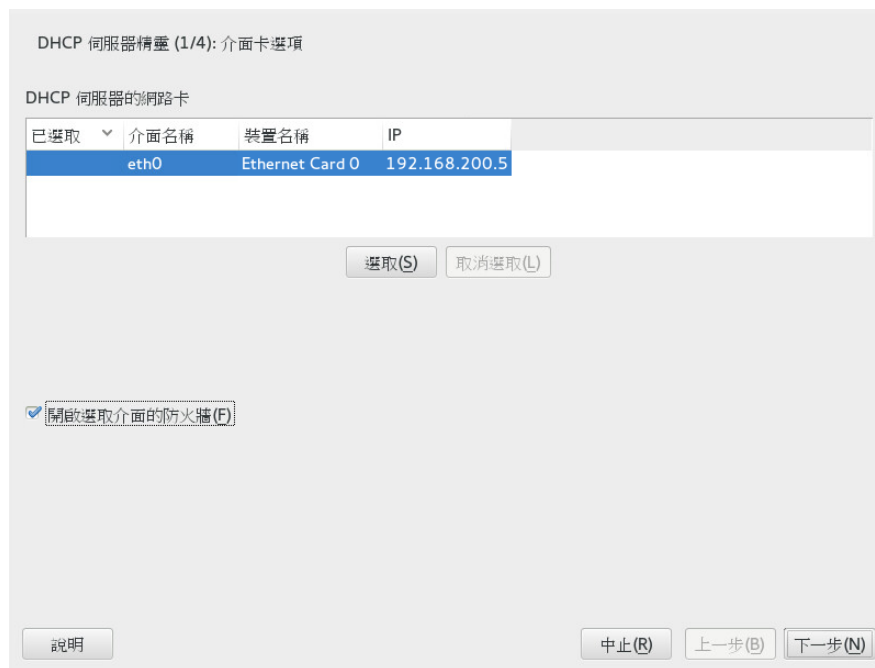 DHCP 伺服器精靈 (1/4): 介面卡選項
DHCP 伺服器的網路卡
已選取 介面名稱 裝置名稱 IP
eth0 Ethernet Card 0 192.168.200.5
選取(S) 取消選取(L)
開啟選取介面的防火牆(F)
說明 中止(R) 上一步(B) 下一步(N)